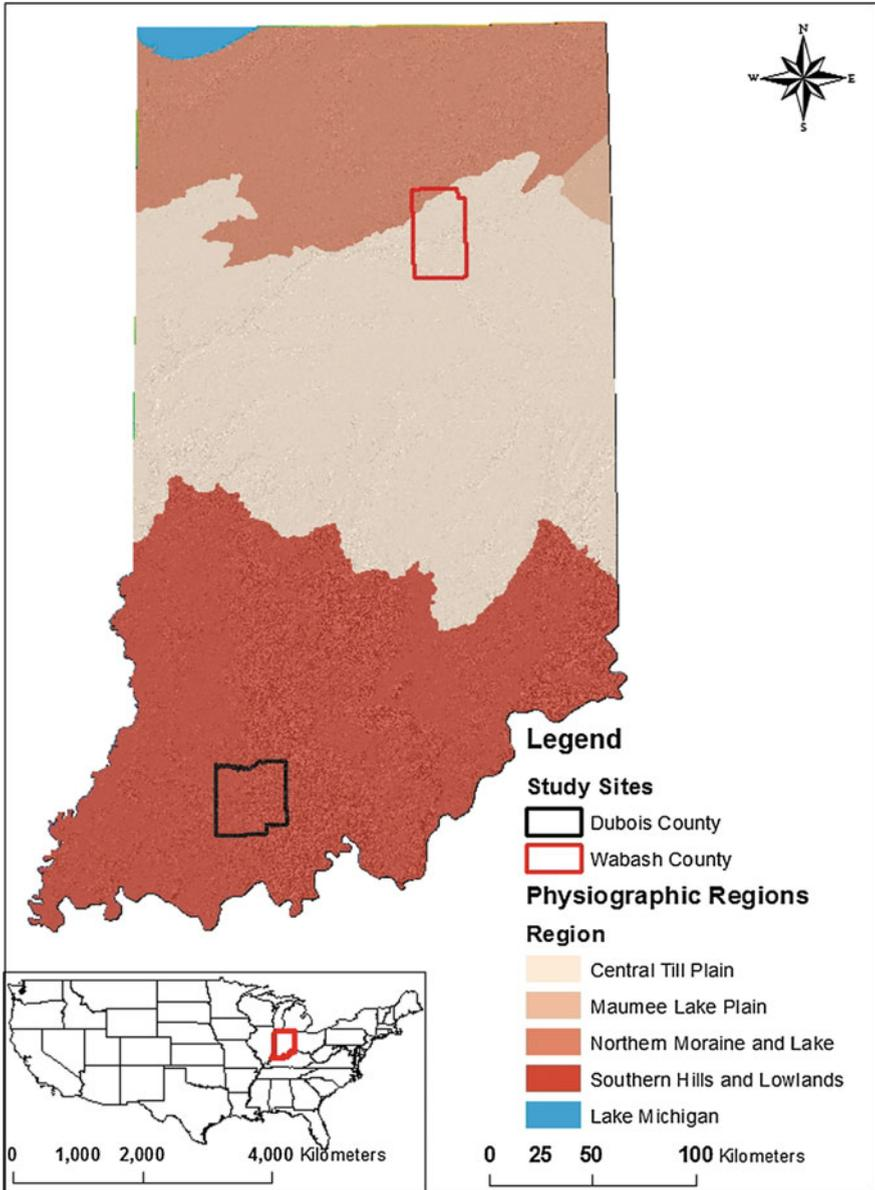 N
W E
S
Legend
Study Sites
Dubois County
Wabash County
Physiographic Regions
Region
Central Till Plain
Maumee Lake Plain
Northern Moraine and Lake
Southern Hills and Lowlands
Lake Michigan
0 1,000 2,000 4,000 Kilometers
0 25 50 100 Kilometers